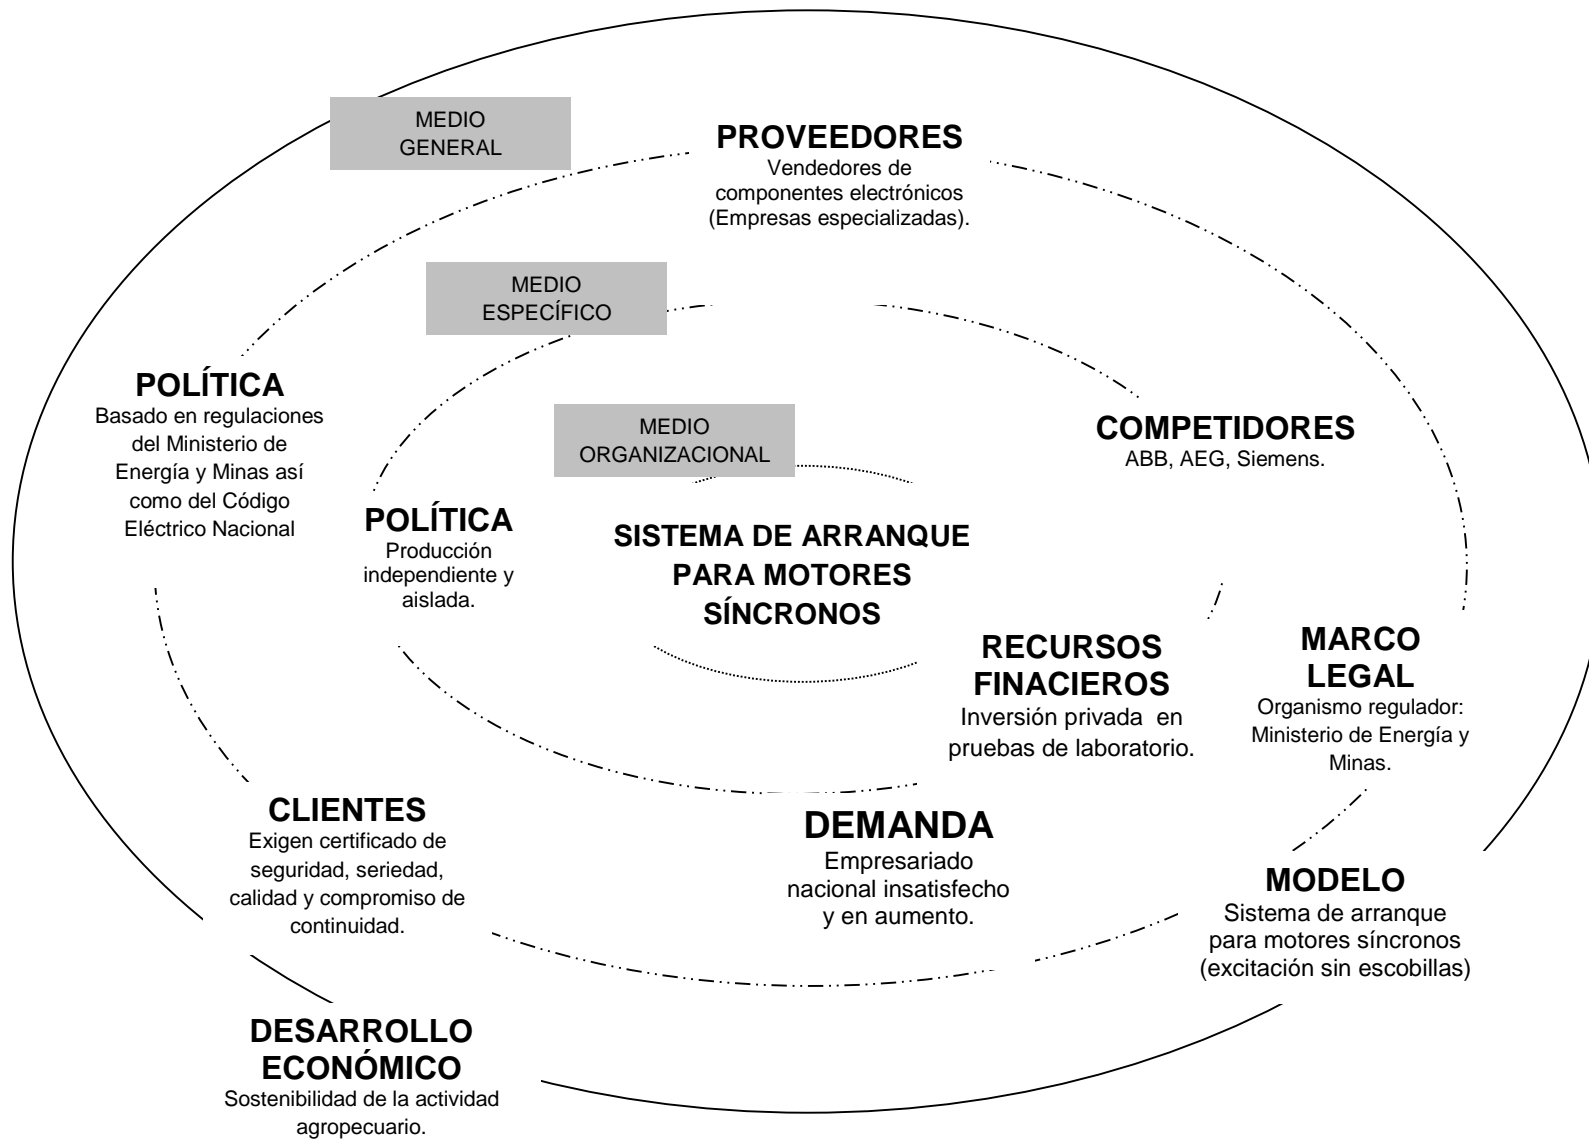 MEDIO
GENERAL
PROVEEDORES
Vendedores de
componentes electrónicos
(Empresas especializadas).
MEDIO
ESPECÍFICO
POLÍTICA
Basado en regulaciones
del Ministerio de
Energía y Minas así
como del Código
Eléctrico Nacional
MEDIO
ORGANIZACIONAL
COMPETIDORES
ABB, AEG, Siemens.
POLÍTICA
Producción
independiente y
aislada.
SISTEMA DE ARRANQUE
PARA MOTORES
SÍNCRONOS
RECURSOS
FINACIEROS
Inversión privada en
pruebas de laboratorio.
MARCO
LEGAL
Organismo regulador:
Ministerio de Energía y
Minas.
CLIENTES
Exigen certificado de
seguridad, seriedad,
calidad y compromiso de
continuidad.
DEMANDA
Empresariado
nacional insatisfecho
y en aumento.
MODELO
Sistema de arranque
para motores síncronos
(excitación sin escobillas)
DESARROLLO
ECONÓMICO
Sostenibilidad de la actividad
agropecuario.